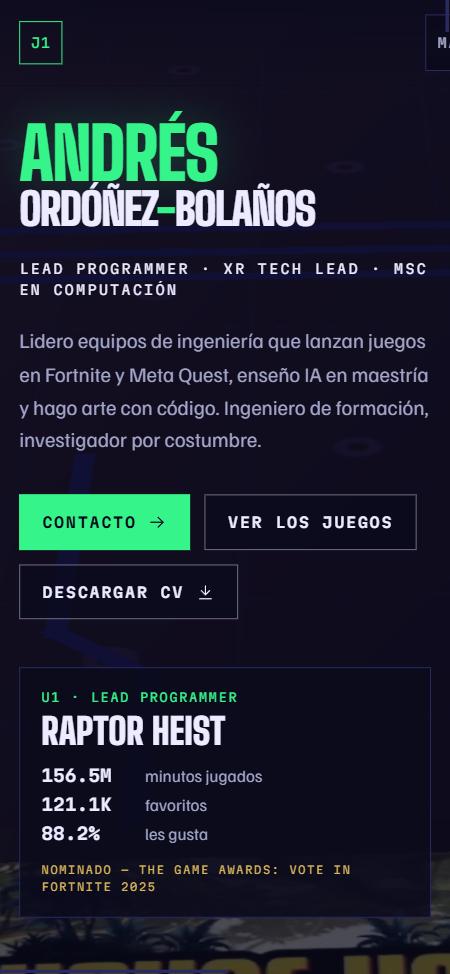 J1
ANDRÉS
ORDÓÑEZ-BOLAÑOS
LEAD PROGRAMMER · XR TECH LEAD · MSC
EN COMPUTACIÓN
Lidero equipos de ingeniería que lanzan juegos
en Fortnite y Meta Quest, enseño IA en maestría
y hago arte con código. Ingeniero de formación,
investigador por costumbre.
CONTACTO → VER LOS JUEGOS
DESCARGAR CV
U1 · LEAD PROGRAMMER
RAPTOR HEIST
156.5M minutos jugados
121.1K favoritos
88.2% les gusta
NOMINADO — THE GAME AWARDS: VOTE IN
FORTNITE 2025